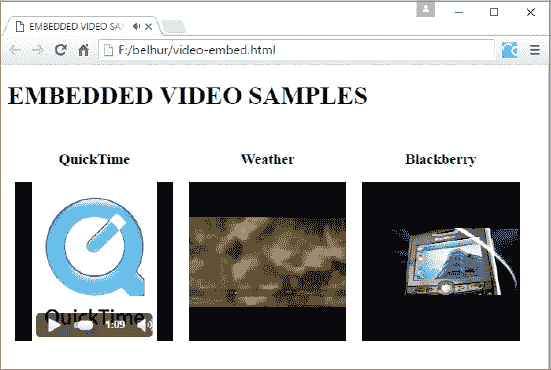 EMBEDDED VIDEO SAM
F:/belhur/video-embed.html
EMBEDDED VIDEO SAMPLES
QuickTime
Weather
Blackberry
QuickTime
1:09